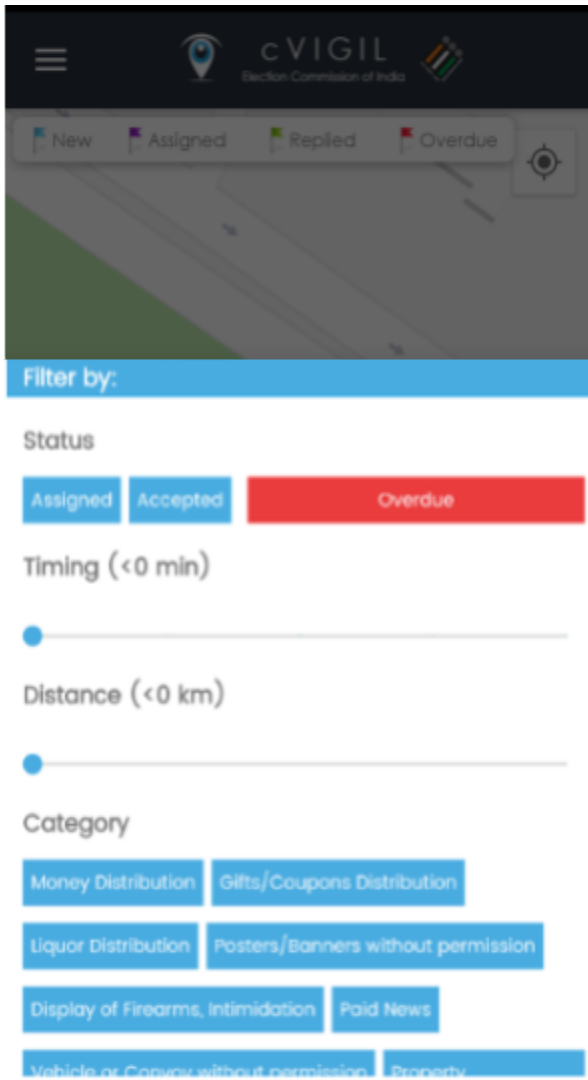 cVIGIL
Election Commission of India
New Assigned Replied Overdue
Filter by:
Status
Assigned Accepted Overdue
Timing (<0 min)
Distance (<0 km)
Category
Money Distribution Gifts/Coupons Distribution
Liquor Distribution Posters/Banners without permission
Display of Firearms, Intimidation Paid News
Vehicle or Convoy without permission Property